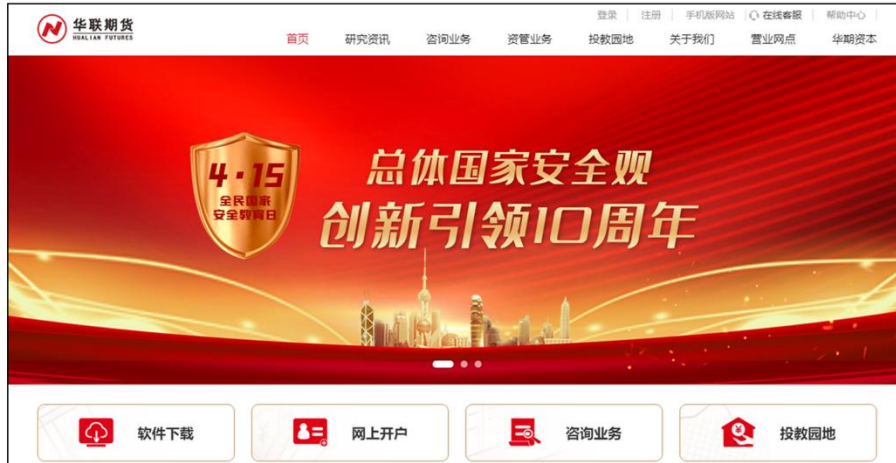 登录 注册 手机版网站 在线客服 帮助中心
华联期货
HUALIAN FUTURES
首页 研究资讯 咨询业务 资管业务 投教园地 关于我们 营业网点 华期资本
4·15
全民国家
安全教育日
总体国家安全观
创新引领10周年
软件下载 网上开户 咨询业务 投教园地